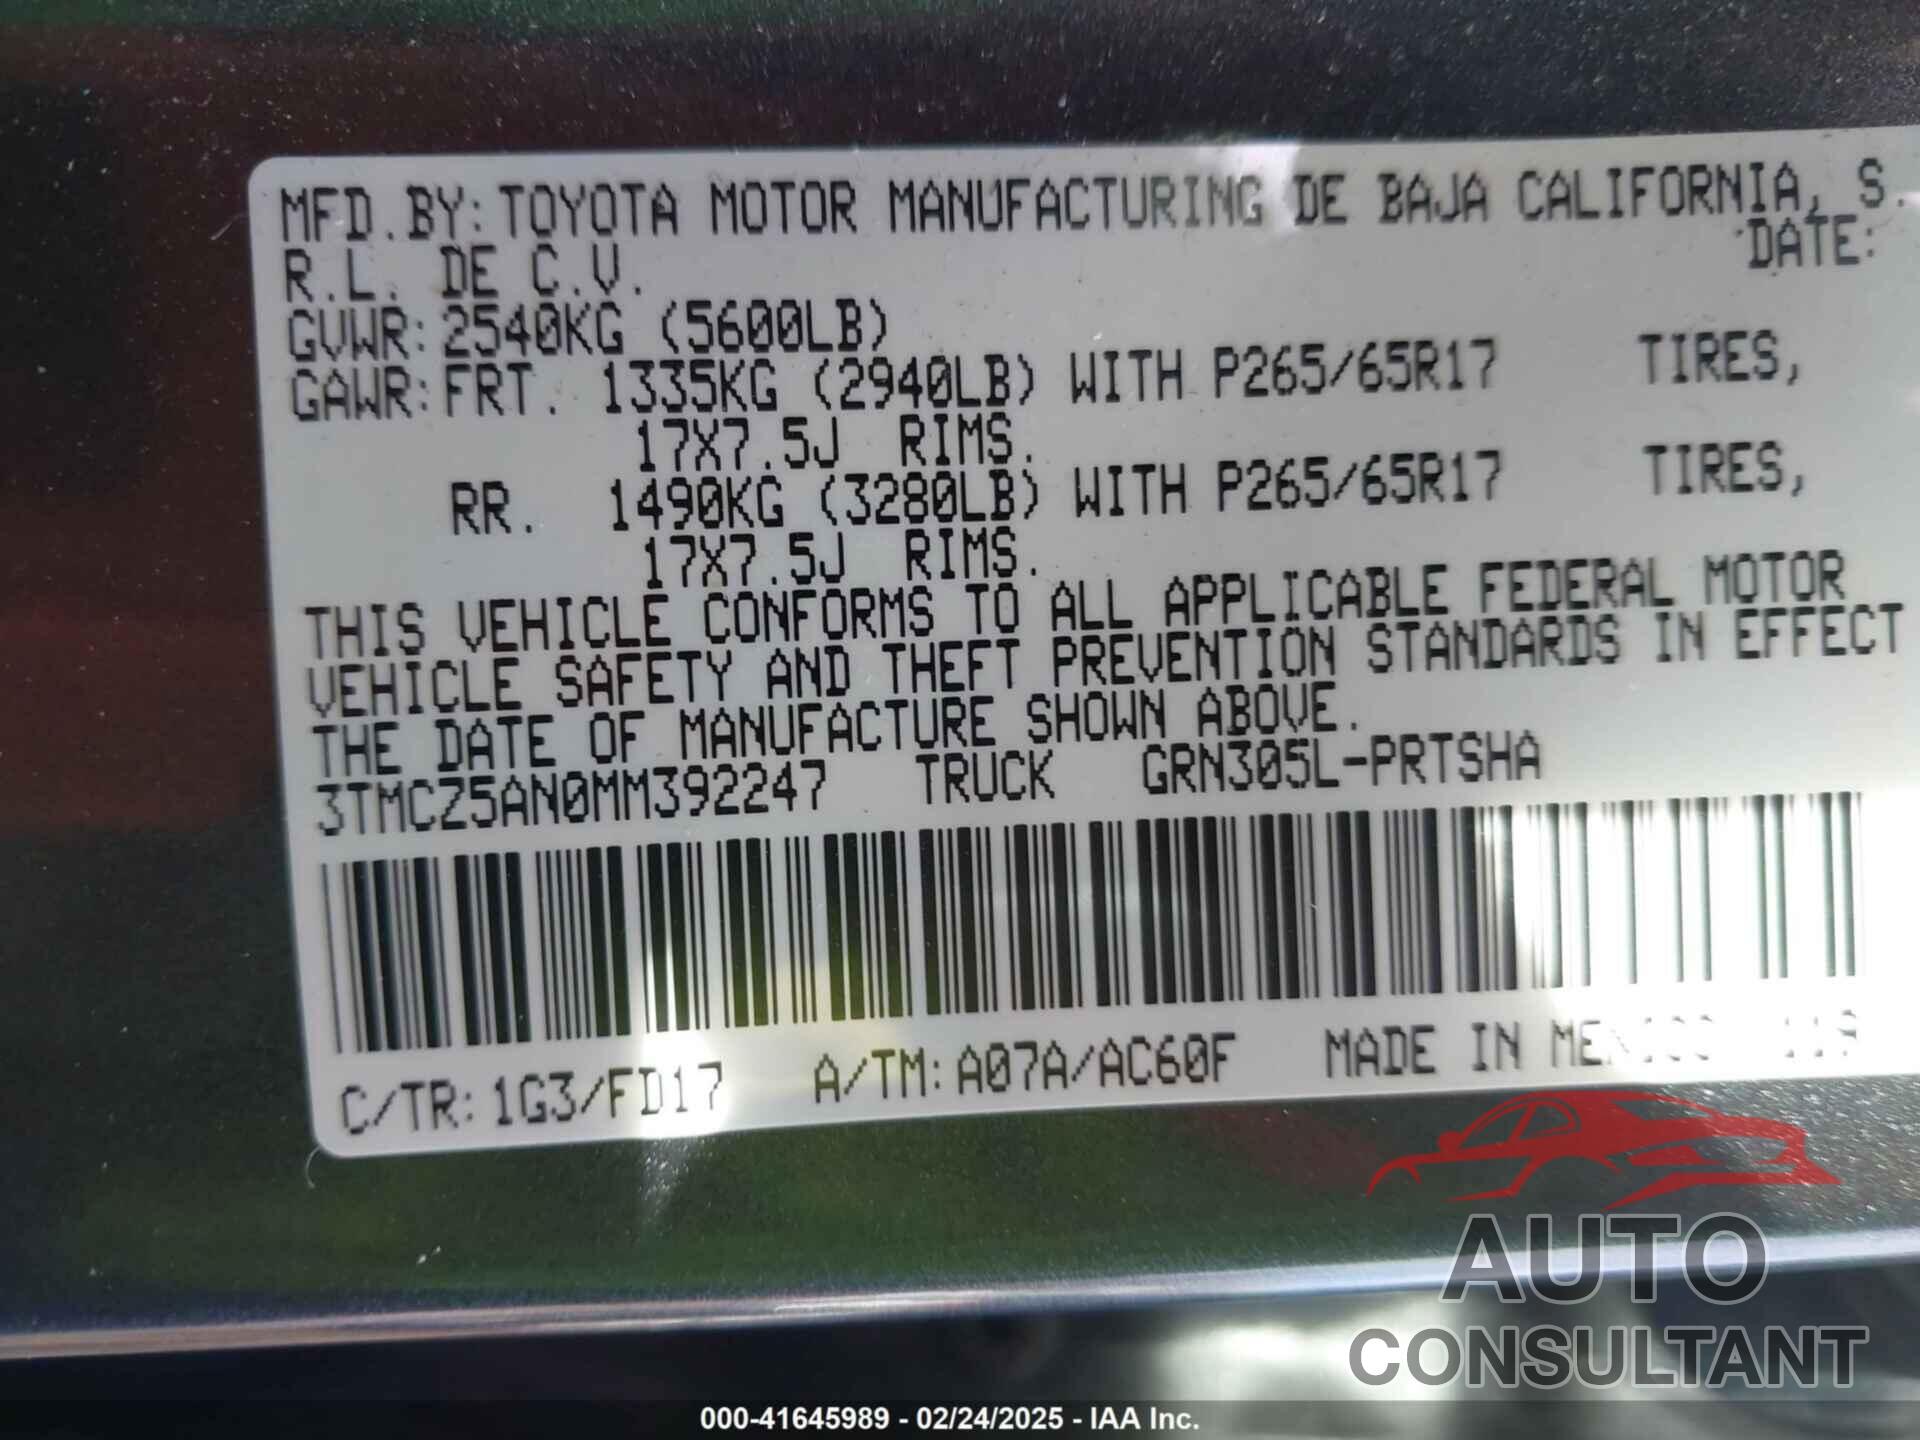 MFD.BY:TOYOTA MOTOR MANUFACTURING DE BAJA CALIFORNIA, S.
R.L. DE C.V. DATE:
GVWR:2540KG (5600LB)
GAWR:FRT. 1335KG (2940LB) WITH P265/65R17 TIRES,
17X7.5J RIMS.
RR. 1490KG (3280LB) WITH P265/65R17 TIRES,
17X7.5J RIMS.
THIS VEHICLE CONFORMS TO ALL APPLICABLE FEDERAL MOTOR
VEHICLE SAFETY AND THEFT PREVENTION STANDARDS IN EFFECT
THE DATE OF MANUFACTURE SHOWN ABOVE.
3TMCZ5AN0MM392247 TRUCK GRN305L-PRTSHA
C/TR:1G3/FD17 A/TM:A07A/AC60F MADE IN MEXICO
AUTO
CONSULTANT
000-41645989 - 02/24/2025 - IAA Inc.